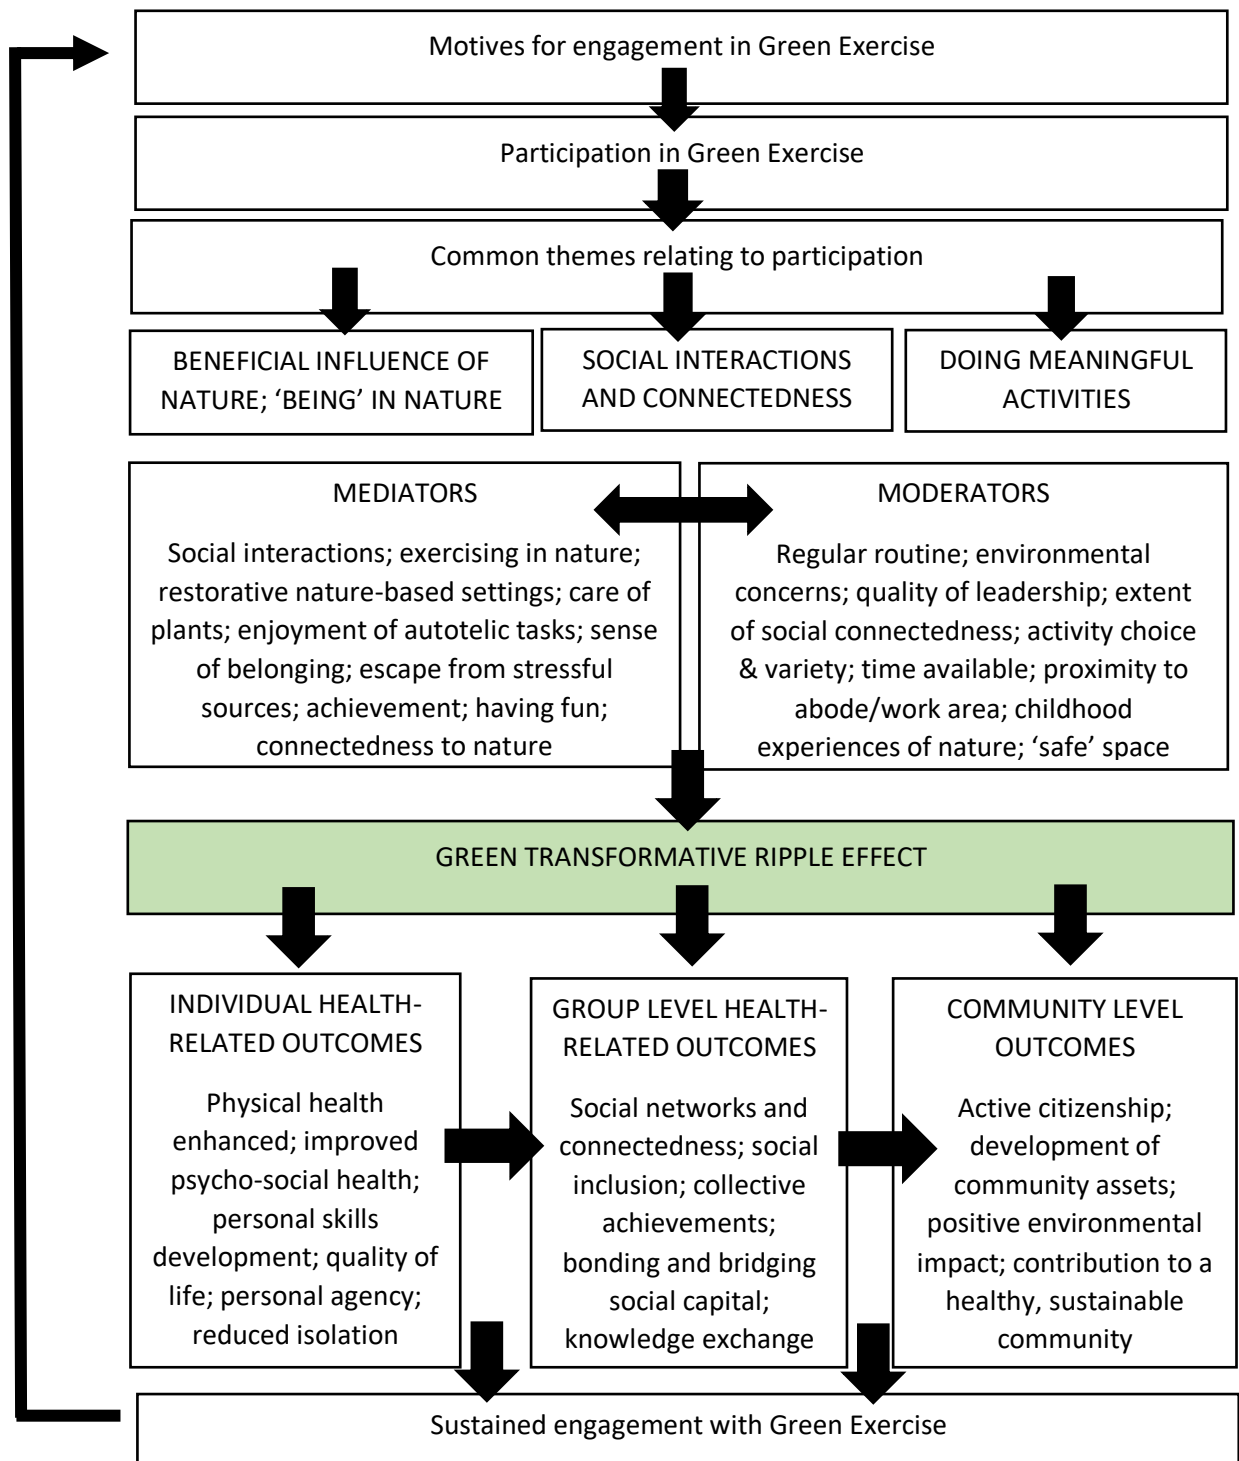 Motives for engagement in Green Exercise
Participation in Green Exercise
Common themes relating to participation
BENEFICIAL INFLUENCE OF
NATURE; ‘BEING’ IN NATURE
SOCIAL INTERACTIONS
AND CONNECTEDNESS
DOING MEANINGFUL
ACTIVITIES
MEDIATORS
Social interactions; exercising in nature;
restorative nature-based settings; care of
plants; enjoyment of autotelic tasks; sense
of belonging; escape from stressful
sources; achievement; having fun;
connectedness to nature
MODERATORS
Regular routine; environmental
concerns; quality of leadership; extent
of social connectedness; activity choice
& variety; time available; proximity to
abode/work area; childhood
experiences of nature; ‘safe’ space
GREEN TRANSFORMATIVE RIPPLE EFFECT
INDIVIDUAL HEALTH-
RELATED OUTCOMES
Physical health
enhanced; improved
psycho-social health;
personal skills
development; quality of
life; personal agency;
reduced isolation
GROUP LEVEL HEALTH-
RELATED OUTCOMES
Social networks and
connectedness; social
inclusion; collective
achievements;
bonding and bridging
social capital;
knowledge exchange
COMMUNITY LEVEL
OUTCOMES
Active citizenship;
development of
community assets;
positive environmental
impact; contribution to a
healthy, sustainable
community
Sustained engagement with Green Exercise